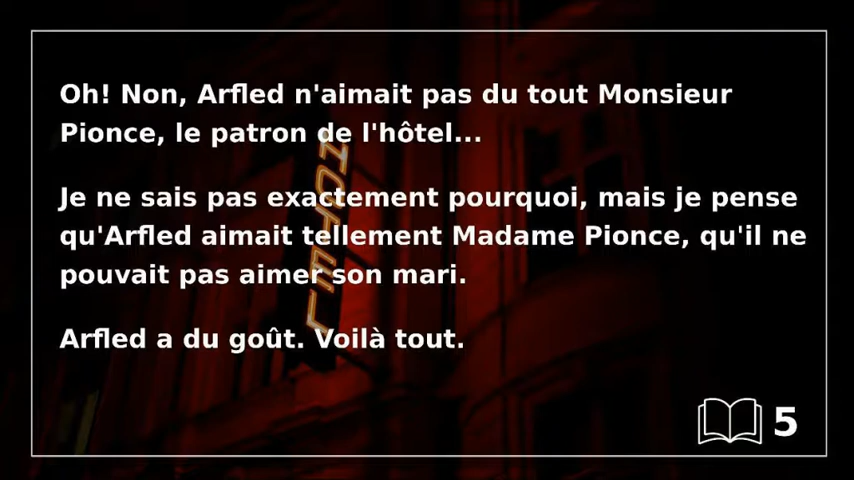 Oh! Non, Arfled n'aimait pas du tout Monsieur
Pionce, le patron de l'hôtel...
Je ne sais pas exactement pourquoi, mais je pense
qu'Arfled aimait tellement Madame Pionce, qu'il ne
pouvait pas aimer son mari.
Arfled a du goût. Voilà tout.
HOTEL
5